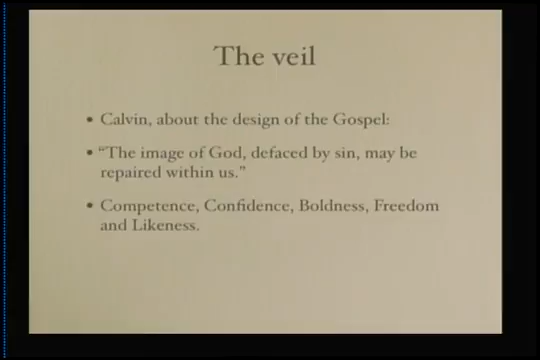 The veil
• Calvin, about the design of the Gospel:
• “The image of God, defaced by sin, may be
repaired within us.”
• Competence, Confidence, Boldness, Freedom
and Likeness.